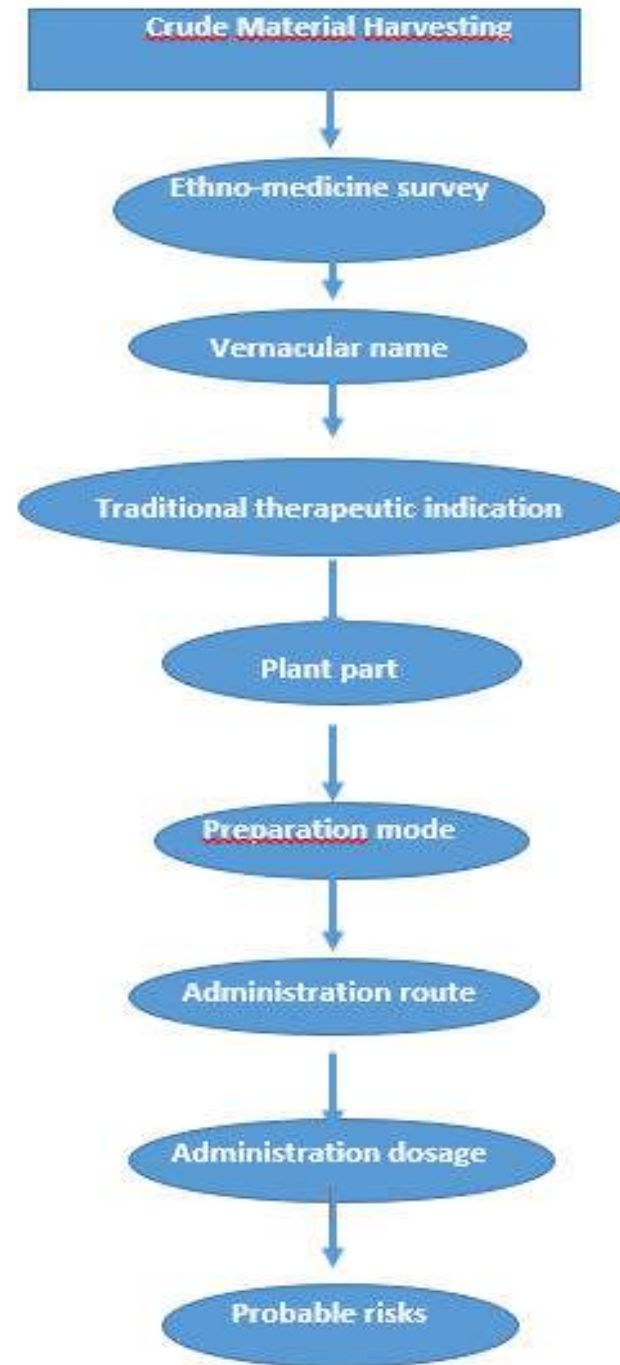 Crude Material Harvesting
Ethno-medicine survey
Vernacular name
Traditional therapeutic indication
Plant part
Preparation mode
Administration route
Administration dosage
Probable risks